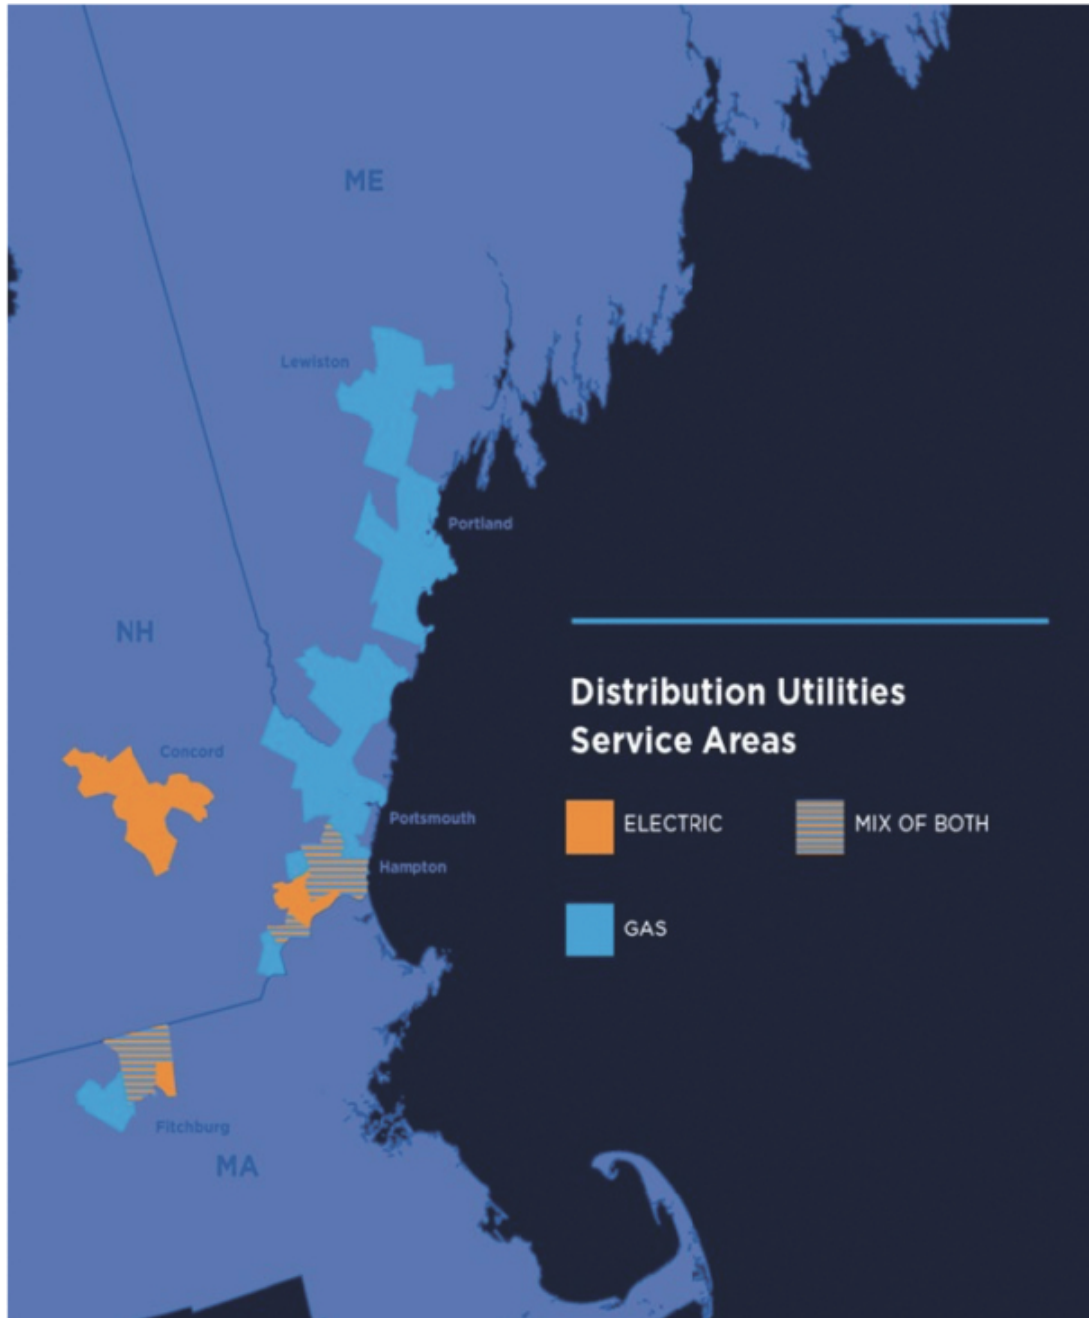 ME
Lewiston
Portland
NH
Distribution Utilities
Service Areas
Concord
Portsmouth
ELECTRIC
MIX OF BOTH
Hampton
GAS
Fitchburg
MA